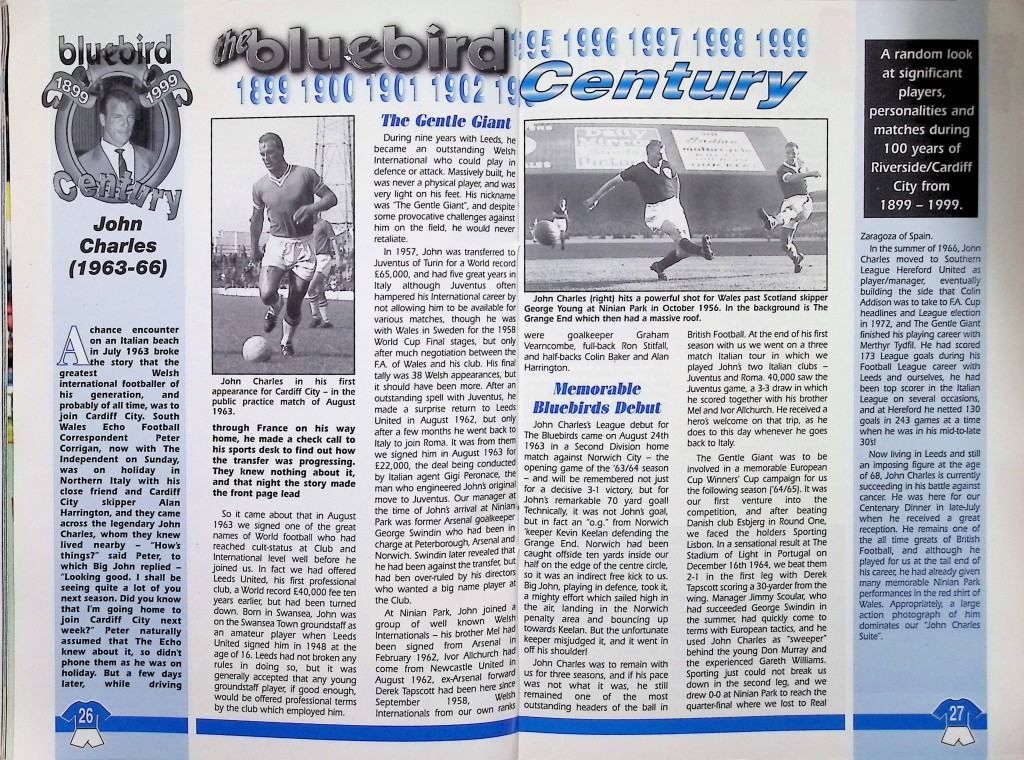 bluebird
1899 1999
Century
John
Charles
(1963-66)
A chance encounter
on an Italian beach
in July 1963 broke
the story that the
greatest Welsh
international footballer of
his generation, and
probably of all time, was to
join Cardiff City. South
Wales Echo Football
Correspondent Peter
Corrigan, now with The
Independent on Sunday,
was on holiday in
Northern Italy with his
close friend and Cardiff
City skipper Alan
Harrington, and they came
across the legendary John
Charles, whom they knew
lived nearby – "How's
things?" said Peter, to
which Big John replied –
"Looking good. I shall be
seeing quite a lot of you
next season. Did you know
that I'm going home to
join Cardiff City next
week?" Peter naturally
assumed that The Echo
knew about it, so didn't
phone them as he was on
holiday. But a few days
later, while driving
26
the bluebird
1899 1900 1901 1902 19
John Charles in his first
appearance for Cardiff City – in the
public practice match of August
1963.
through France on his way
home, he made a check call to
his sports desk to find out how
the transfer was progressing.
They knew nothing about it,
and that night the story made
the front page lead
So it came about that in August
1963 we signed one of the great
names of World football who had
reached cult-status at Club and
International level well before he
joined us. In fact we had offered
Leeds United, his first professional
club, a World record £40,000 fee ten
years earlier, but had been turned
down. Born in Swansea, John was
on the Swansea Town groundstaff as
an amateur player when Leeds
United signed him in 1948 at the
age of 16. Leeds had not broken any
rules in doing so, but it was
generally accepted that any young
groundstaff player, if good enough,
would be offered professional terms
by the club which employed him.
The Gentle Giant
During nine years with Leeds, he
became an outstanding Welsh
International who could play in
defence or attack. Massively built, he
was never a physical player, and was
very light on his feet. His nickname
was "The Gentle Giant", and despite
some provocative challenges against
him on the field, he would never
retaliate.
In 1957, John was transferred to
Juventus of Turin for a World record
£65,000, and had five great years in
Italy although Juventus often
hampered his International career by
not allowing him to be available for
various matches, though he was
with Wales in Sweden for the 1958
World Cup Final stages, but only
after much negotiation between the
F.A. of Wales and his club. His final
tally was 38 Welsh appearances, but
it should have been more. After an
outstanding spell with Juventus, he
made a surprise return to Leeds
United in August 1962, but only
after a few months he went back to
Italy to join Roma. It was from them
we signed him in August 1963 for
£22,000, the deal being conducted
by Italian agent Gigi Peronace, the
man who engineered John's original
move to Juventus. Our manager at
the time of John's arrival at Ninian
Park was former Arsenal goalkeeper
George Swindin who had been in
charge at Peterborough, Arsenal and
Norwich. Swindin later revealed that
he had been against the transfer, but
had ben over-ruled by his directors
who wanted a big name player at
the Club.
At Ninian Park, John joined a
group of well known Welsh
Internationals – his brother Mel had
been signed from Arsenal in
February 1962, Ivor Allchurch had
come from Newcastle United in
August 1962, ex-Arsenal forward
Derek Tapscott had been here since
September 1958, Welsh
Internationals from our own ranks
95 1996 1997 1998 1999
Century
John Charles (right) hits a powerful shot for Wales past Scotland skipper
George Young at Ninian Park in October 1956. In the background is The
Grange End which then had a massive roof.
were goalkeeper Graham
Vearncombe, full-back Ron Stitfall,
and half-backs Colin Baker and Alan
Harrington.
Memorable
Bluebirds Debut
John Charles's League debut for
The Bluebirds came on August 24th
1963 in a Second Division home
match against Norwich City – the
opening game of the '63/64 season
– and will be remembered not just
for a decisive 3-1 victory, but for
John's remarkable 70 yard goal
Technically, it was not John's goal,
but in fact an "o.g." from Norwich
'keeper Kevin Keelan defending the
Grange End. Norwich had been
caught offside ten yards inside our
half on the edge of the centre circle,
so it was an indirect free kick to us.
Big John, playing in defence, took it,
a mighty effort which sailed high in
the air, landing in the Norwich
penalty area and bouncing up
towards Keelan. But the unfortunate
keeper misjudged it, and it went in
off his shoulder!
John Charles was to remain with
us for three seasons, and if his pace
was not what it was, he still
remained one of the most
outstanding headers of the ball in
British Football. At the end of his first
season with us we went on a three
match Italian tour in which we
played John's two Italian clubs –
Juventus and Roma. 40,000 saw the
Juventus game, a 3-3 draw in which
he scored together with his brother
Mel and Ivor Allchurch. He received a
hero's welcome on that trip, as he
does to this day whenever he goes
back to Italy.
The Gentle Giant was to be
involved in a memorable European
Cup Winners' Cup campaign for us
the following season ('64/65). It was
our first venture into the
competition, and after beating
Danish club Esbjerg in Round One,
we faced the holders Sporting
Lisbon. In a sensational result at The
Stadium of Light in Portugal on
December 16th 1964, we beat them
2-1 in the first leg with Derek
Tapscott scoring a 30-yarder from the
wing. Manager Jimmy Scoular, who
had succeeded George Swindin in
the summer, had quickly come to
terms with European tactics, and he
used John Charles as "sweeper"
behind the young Don Murray and
the experienced Gareth Williams.
Sporting just could not break us
down in the second leg, and we
drew 0-0 at Ninian Park to reach the
quarter-final where we lost to Real
A random look
at significant
players,
personalities and
matches during
100 years of
Riverside/Cardiff
City from
1899 – 1999.
Zaragoza of Spain.
In the summer of 1966, John
Charles moved to Southern
League Hereford United as
player/manager, eventually
building the side that Colin
Addison was to take to F.A. Cup
headlines and League election
in 1972, and The Gentle Giant
finished his playing career with
Merthyr Tydfil. He had scored
173 League goals during his
Football League career with
Leeds and ourselves, he had
been top scorer in the Italian
League on several occasions,
and at Hereford he netted 130
goals in 243 games at a time
when he was in his mid-to-late
30's!
Now living in Leeds and still
an imposing figure at the age
of 68, John Charles is currently
succeeding in his battle against
cancer. He was here for our
Centenary Dinner in late-July
when he received a great
reception. He remains one of
the all time greats of British
Football, and although he
played for us at the tail end of
his career, he had already given
many memorable Ninian Park
performances in the red shirt of
Wales. Appropriately, a large
action photograph of him
dominates our "John Charles
Suite".
27